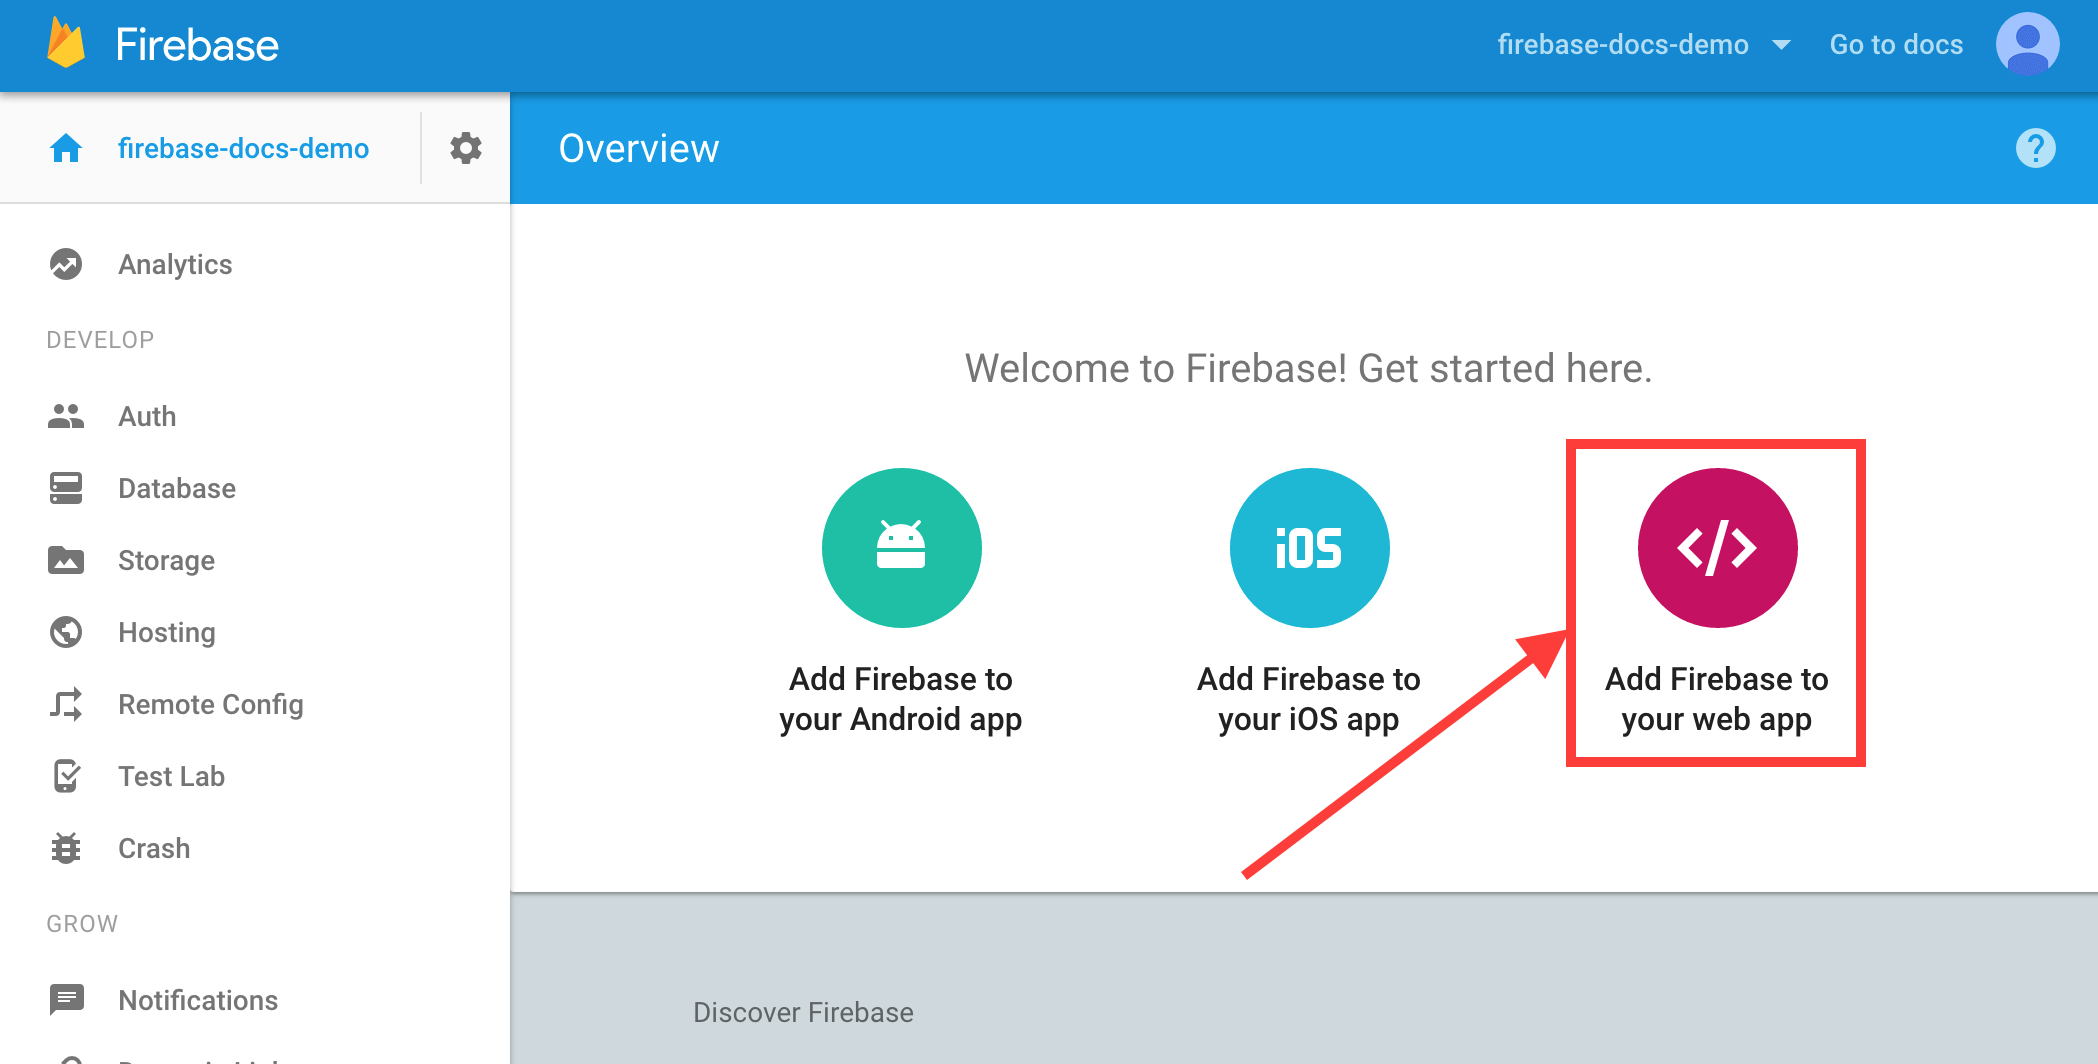 Firebase
firebase-docs-demo
Go to docs
firebase-docs-demo
Overview
?
Analytics
DEVELOP
Auth
Database
Storage
Hosting
Remote Config
Test Lab
Crash
GROW
Notifications
Welcome to Firebase! Get started here.
Add Firebase to
your Android app
iOS
Add Firebase to
your iOS app
</>
Add Firebase to
your web app
Discover Firebase